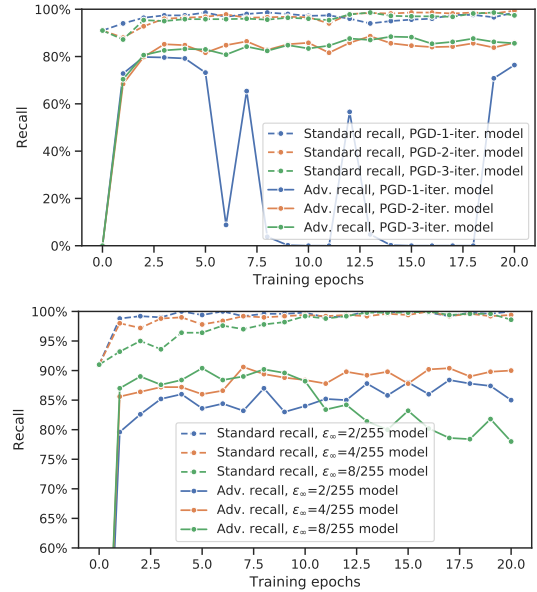 100%
80%
60%
40%
20%
0%
Recall
Standard recall, PGD-1-iter. model
Standard recall, PGD-2-iter. model
Standard recall, PGD-3-iter. model
Adv. recall, PGD-1-iter. model
Adv. recall, PGD-2-iter. model
Adv. recall, PGD-3-iter. model
0.0 2.5 5.0 7.5 10.0 12.5 15.0 17.5 20.0
Training epochs
100%
95%
90%
85%
80%
75%
70%
65%
60%
Recall
Standard recall, ε∞=2/255 model
Standard recall, ε∞=4/255 model
Standard recall, ε∞=8/255 model
Adv. recall, ε∞=2/255 model
Adv. recall, ε∞=4/255 model
Adv. recall, ε∞=8/255 model
0.0 2.5 5.0 7.5 10.0 12.5 15.0 17.5 20.0
Training epochs